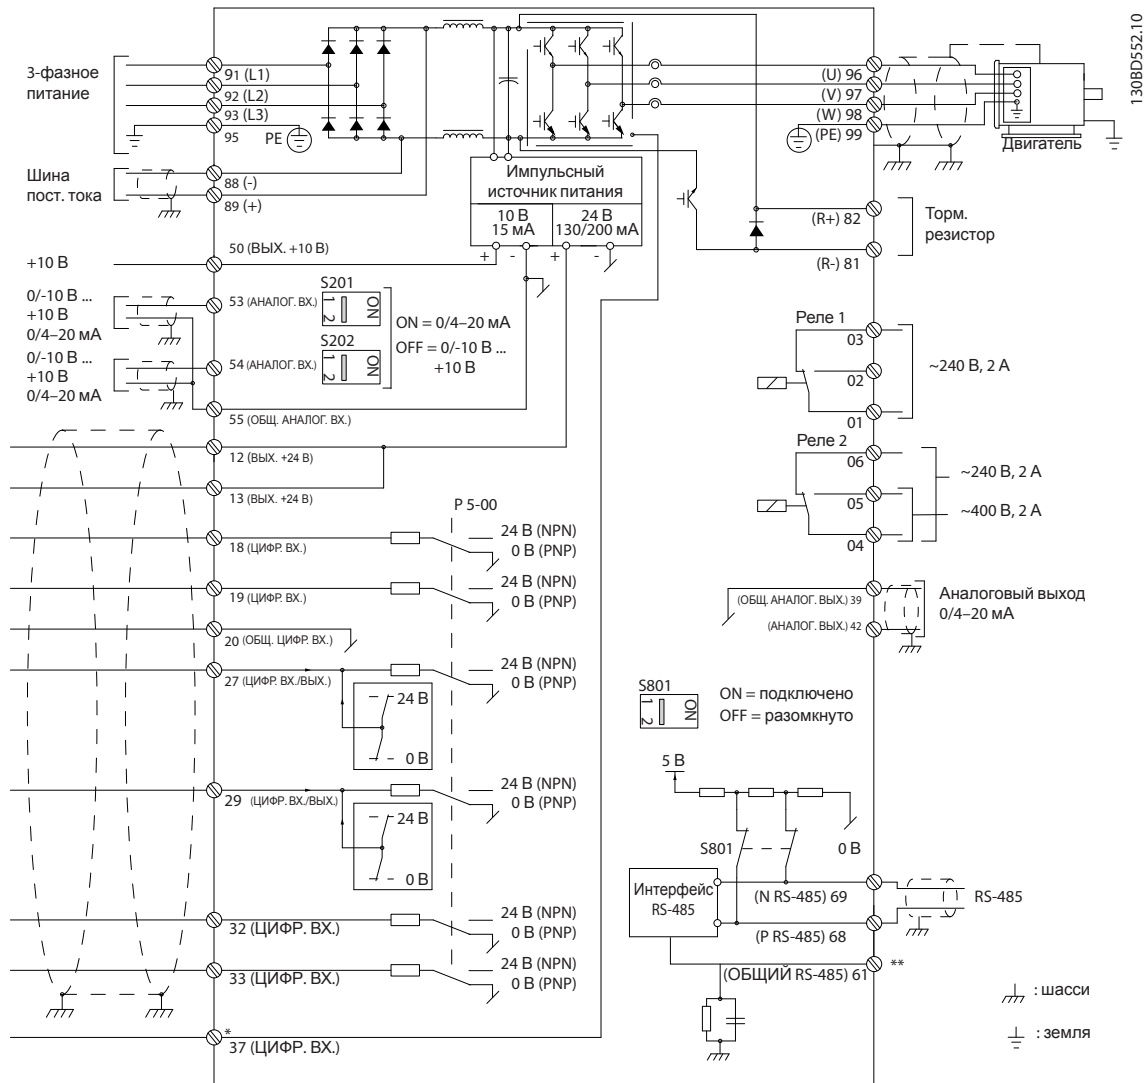 130BD552.10
3-фазное
питание
91 (L1)
92 (L2)
93 (L3)
95
PE
(U) 96
(V) 97
(W) 98
(PE) 99
Двигатель
Шина
пост. тока
88 (-)
89 (+)
Импульсный
источник питания
10 В
15 мА
24 В
130/200 мА
+ - + -
(R+) 82
(R-) 81
Торм.
резистор
+10 В
50 (ВЫХ. +10 В)
0/-10 В ...
+10 В
0/4–20 мА
53 (АНАЛОГ. ВХ.)
S201
1 2
ON
ON = 0/4–20 мА
OFF = 0/-10 В ...
+10 В
0/-10 В...
+10 В
0/4–20 мА
54 (АНАЛОГ. ВХ.)
S202
1 2
ON
55 (ОБЩ. АНАЛОГ. ВХ.)
12 (ВЫХ. +24 В)
13 (ВЫХ. +24 В)
Реле 1
03
02
01
~240 В, 2 А
Реле 2
06
05
04
~240 В, 2 А
~400 В, 2 А
P 5-00
18 (ЦИФР. ВХ.)
24 В (NPN)
0 В (PNP)
19 (ЦИФР. ВХ.)
24 В (NPN)
0 В (PNP)
20 (ОБЩ. ЦИФР. ВХ.)
27 (ЦИФР. ВХ./ВЫХ.)
24 В (NPN)
0 В (PNP)
24 В
0 В
29 (ЦИФР. ВХ./ВЫХ.)
24 В (NPN)
0 В (PNP)
24 В
0 В
32 (ЦИФР. ВХ.)
24 В (NPN)
0 В (PNP)
33 (ЦИФР. ВХ.)
24 В (NPN)
0 В (PNP)
*
37 (ЦИФР. ВХ.)
(ОБЩ. АНАЛОГ. ВЫХ.) 39
(АНАЛОГ. ВЫХ.) 42
Аналоговый выход
0/4–20 мА
S801
1 2
ON
ON = подключено
OFF = разомкнуто
5 В
S801
0 В
Интерфейс
RS-485
(N RS-485) 69
(P RS-485) 68
(ОБЩИЙ RS-485) 61
RS-485
**
: шасси
: земля